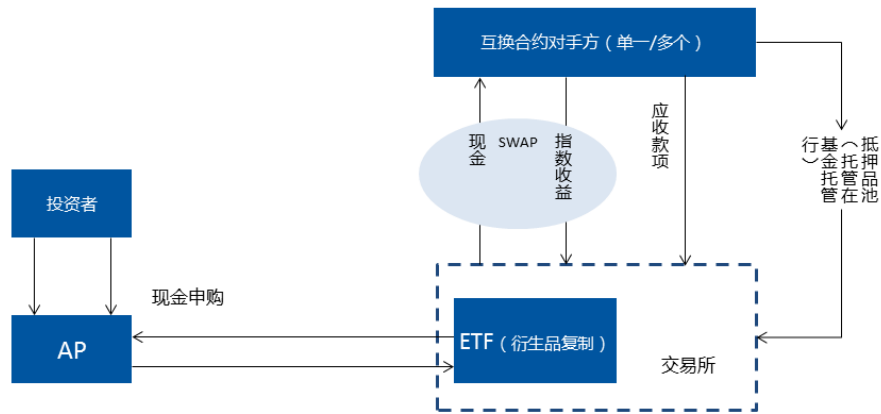 互换合约对手方（单一/多个）
现金
SWAP
指数收益
应收款项
抵押品池
（托管在
基金托管
行）
投资者
现金申购
AP
ETF（衍生品复制）
交易所